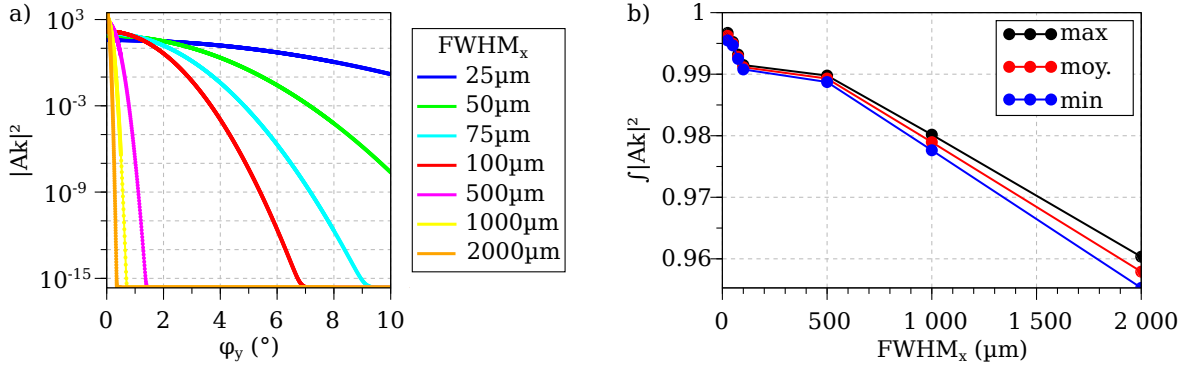 a)
10³
10⁻³
10⁻⁹
10⁻¹⁵
|Ak|²
0 2 4 6 8 10
φy (°)
FWHMx
25µm
50µm
75µm
100µm
500µm
1000µm
2000µm
b)
1
0.99
0.98
0.97
0.96
∫|Ak|²
max
moy.
min
0 500 1 000 1 500 2 000
FWHMx (µm)